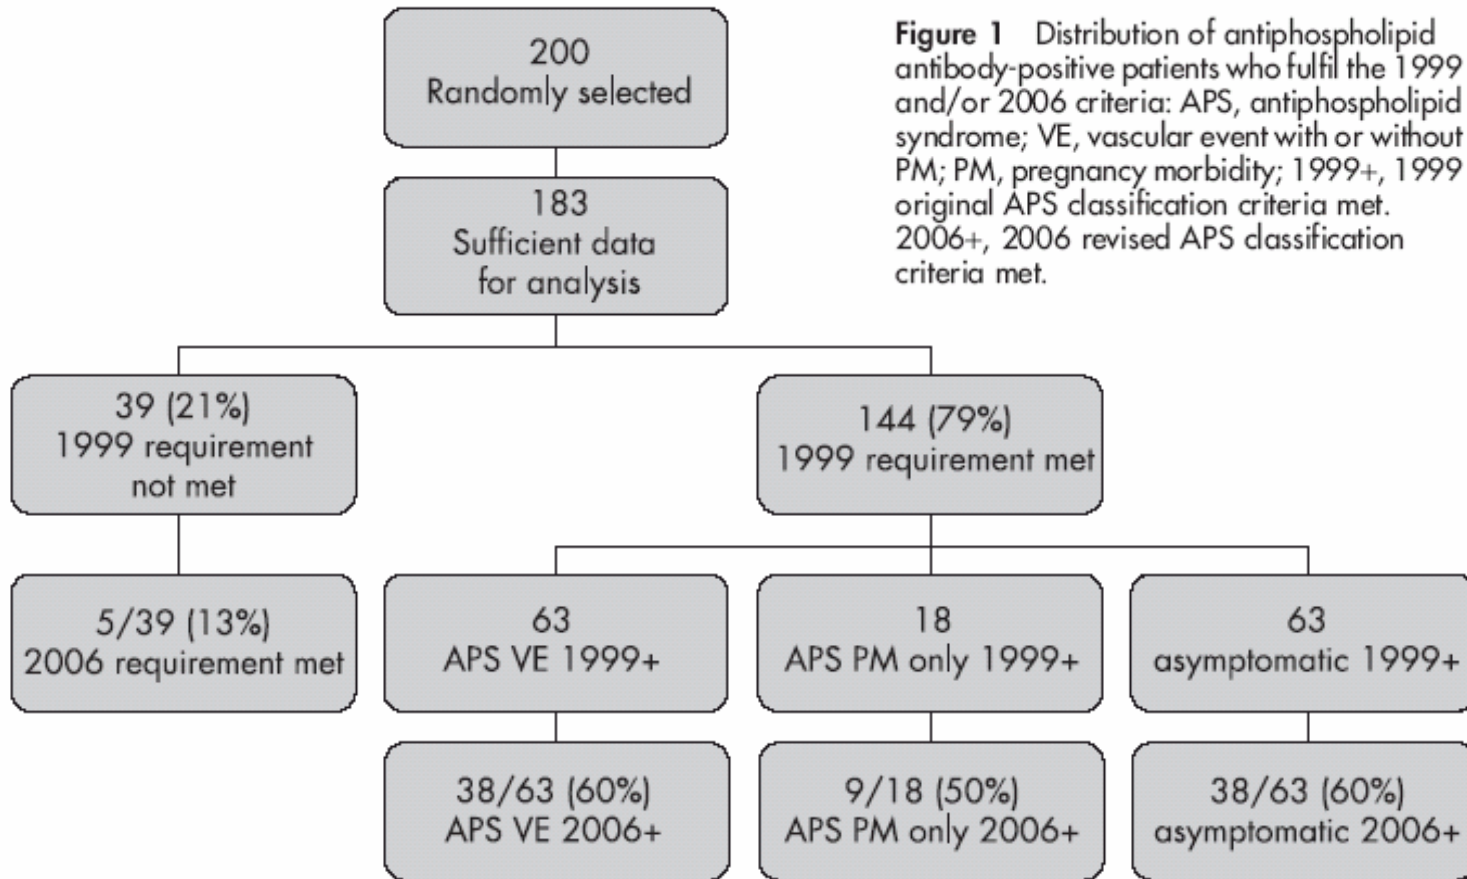 200
Randomly selected
Figure 1 Distribution of antiphospholipid
antibody-positive patients who fulfil the 1999
and/or 2006 criteria: APS, antiphospholipid
syndrome; VE, vascular event with or without
PM; PM, pregnancy morbidity; 1999+, 1999
original APS classification criteria met.
2006+, 2006 revised APS classification
criteria met.
183
Sufficient data
for analysis
39 (21%)
1999 requirement
not met
144 (79%)
1999 requirement met
5/39 (13%)
2006 requirement met
63
APS VE 1999+
18
APS PM only 1999+
63
asymptomatic 1999+
38/63 (60%)
APS VE 2006+
9/18 (50%)
APS PM only 2006+
38/63 (60%)
asymptomatic 2006+